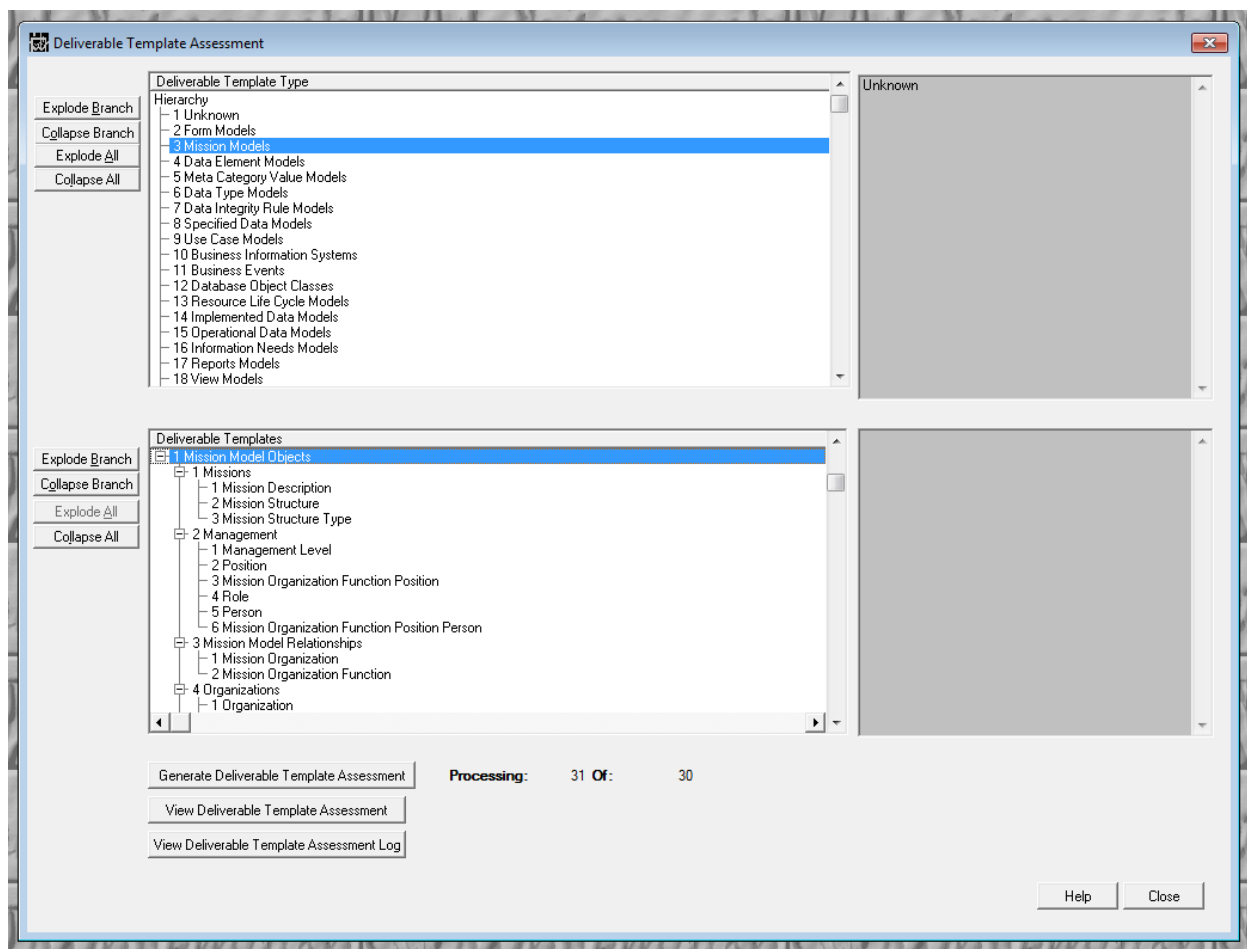 Deliverable Template Assessment
Deliverable Template Type
Unknown
Explode Branch
Collapse Branch
Explode All
Collapse All
Hierarchy
1 Unknown
2 Form Models
3 Mission Models
4 Data Element Models
5 Meta Category Value Models
6 Data Type Models
7 Data Integrity Rule Models
8 Specified Data Models
9 Use Case Models
10 Business Information Systems
11 Business Events
12 Database Object Classes
13 Resource Life Cycle Models
14 Implemented Data Models
15 Operational Data Models
16 Information Needs Models
17 Reports Models
18 View Models
Deliverable Templates
Explode Branch
Collapse Branch
Explode All
Collapse All
1 Mission Model Objects
1 Missions
1 Mission Description
2 Mission Structure
3 Mission Structure Type
2 Management
1 Management Level
2 Position
3 Mission Organization Function Position
4 Role
5 Person
6 Mission Organization Function Position Person
3 Mission Model Relationships
1 Mission Organization
2 Mission Organization Function
4 Organizations
1 Organization
Generate Deliverable Template Assessment Processing: 31 Of: 30
View Deliverable Template Assessment
View Deliverable Template Assessment Log
Help Close